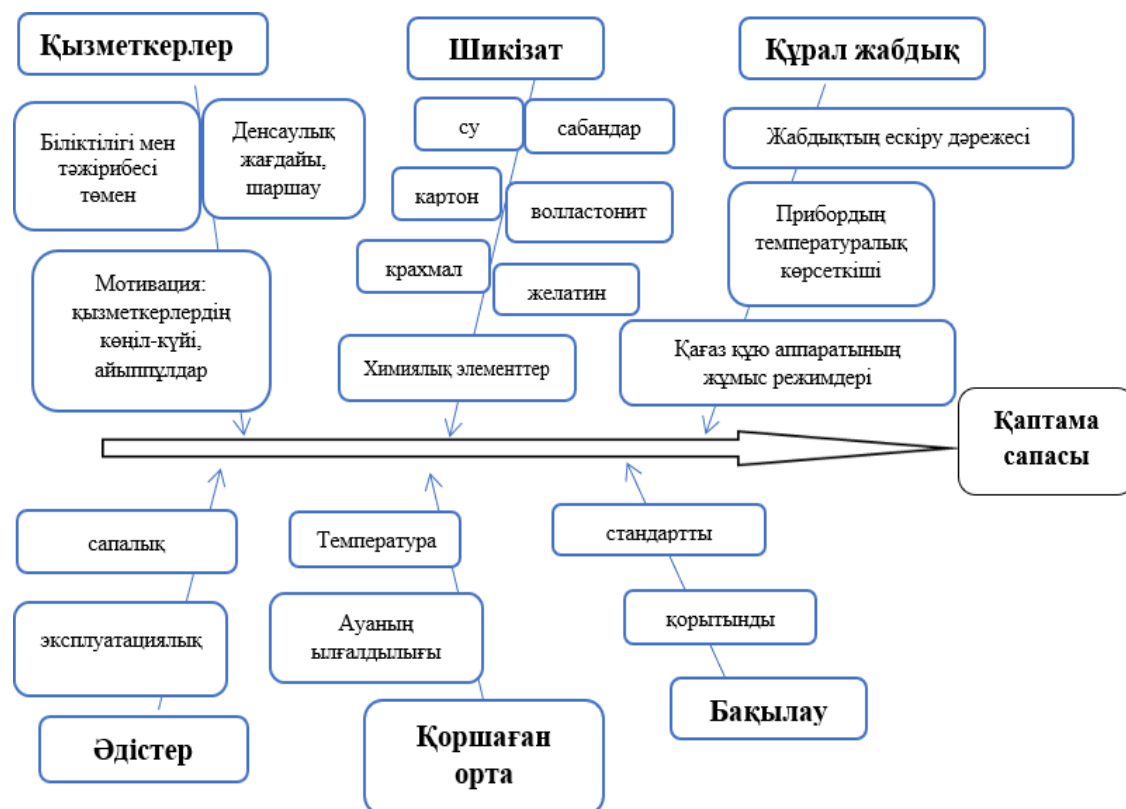 Қызметкерлер
Шикізат
Құрал жабдық
Біліктілігі мен
тәжірибесі
төмен
Денсаулық
жағдайы,
шаршау
су
сабандар
Жабдықтың ескіру дәрежесі
картон
волластонит
Прибордың
температуралық
көрсеткіші
Мотивация:
қызметкерлердің
көңіл-күйі,
айыппұлдар
крахмал
желатин
Химиялық элементтер
Қағаз құю аппаратының
жұмыс режимдері
Қаптама
сапасы
сапалық
Температура
стандартты
эксплуатациялық
Ауаның
ылғалдылығы
қорытынды
Әдістер
Қоршаған
орта
Бақылау